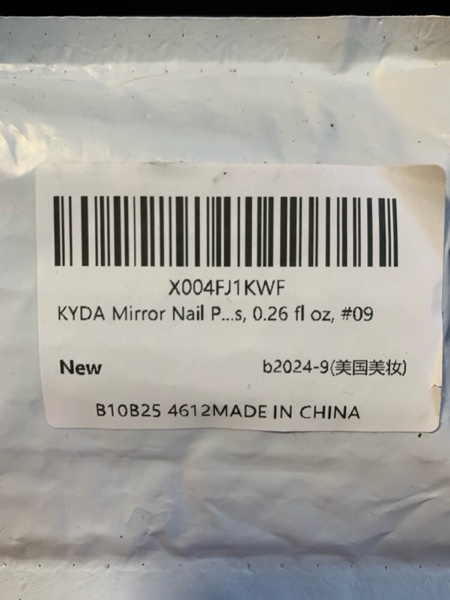 X004FJ1KWF
KYDA Mirror Nail P...s, 0.26 fl oz, #09
New b2024-9(美国美妆)
B10B25 4612MADE IN CHINA